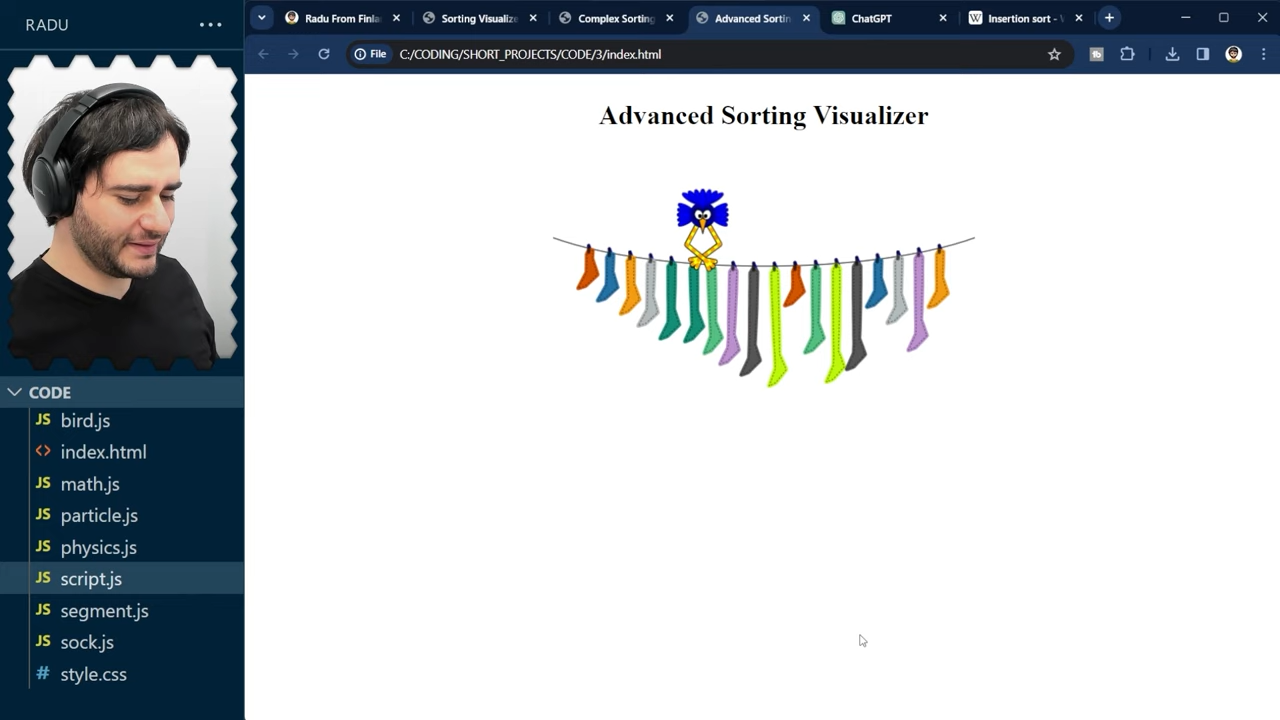 RADU
Radu From Finla
Sorting Visualize
Complex Sorting
Advanced Sortin
ChatGPT
Insertion sort -
File
C:/CODING/SHORT_PROJECTS/CODE/3/index.html
Advanced Sorting Visualizer
CODE
JS bird.js
<> index.html
JS math.js
JS particle.js
JS physics.js
JS script.js
JS segment.js
JS sock.js
# style.css